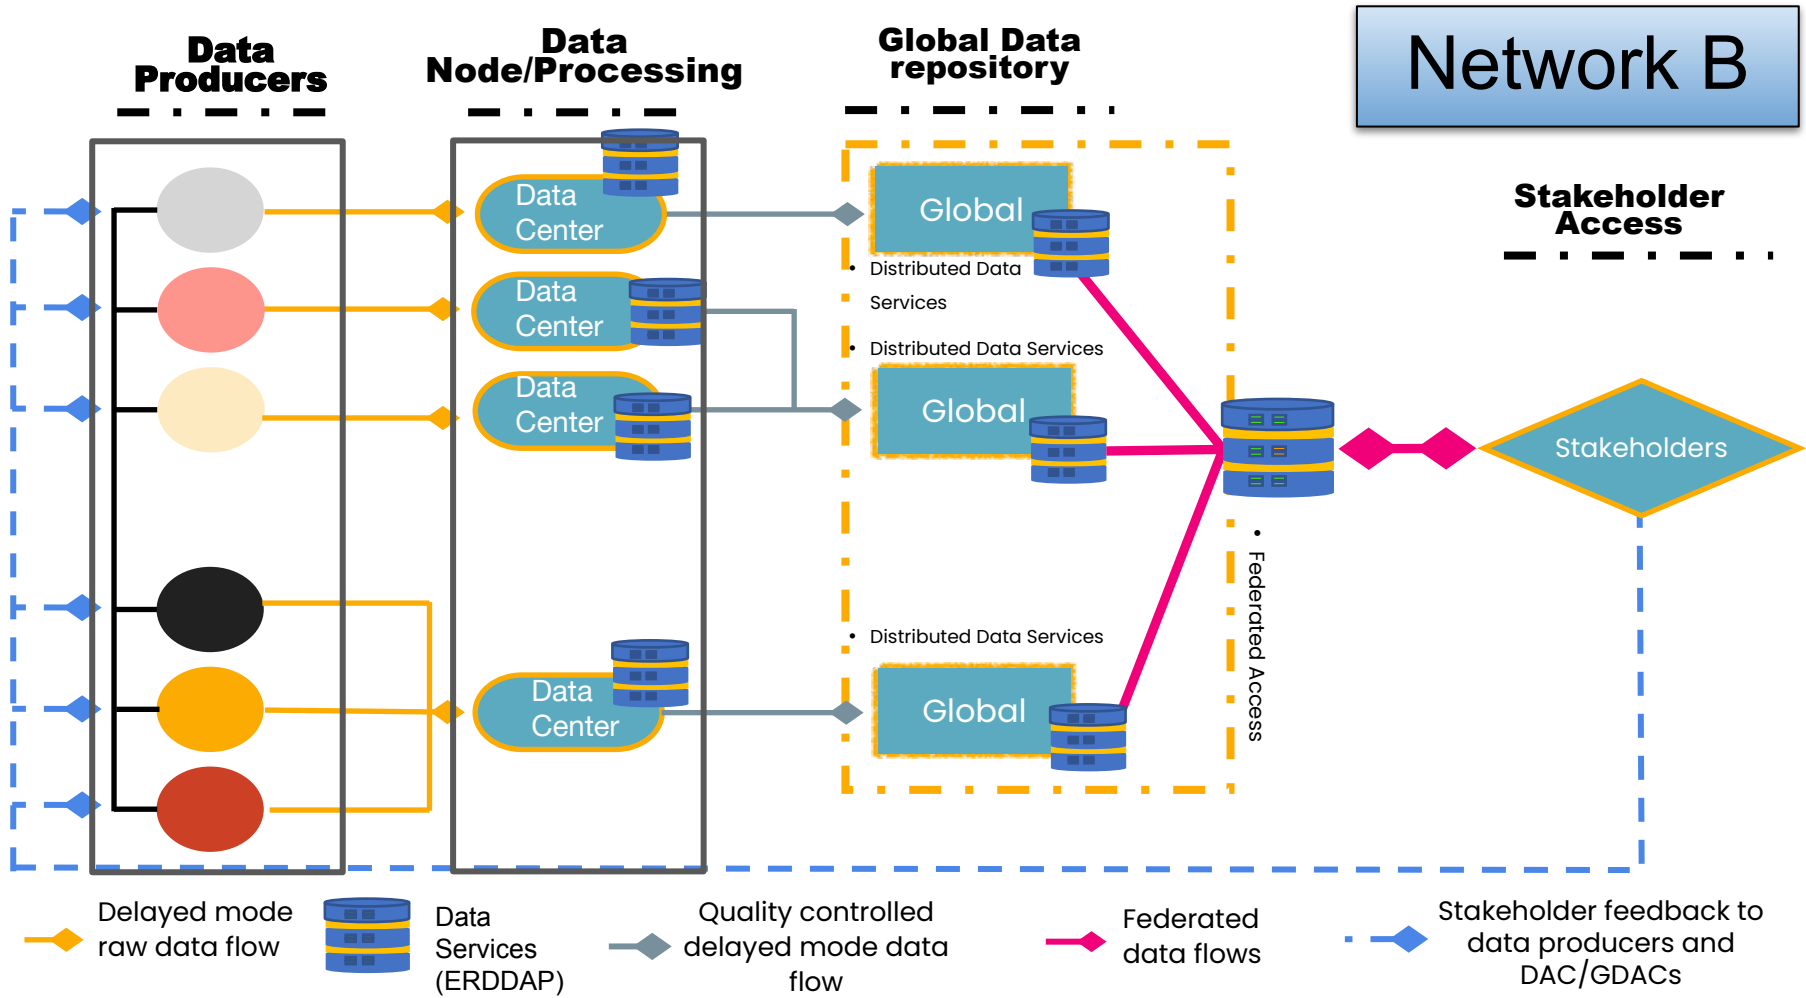 Data
Producers
Data
Node/Processing
Global Data
repository
Network B
Stakeholder
Access
Data
Center
Global
• Distributed Data
Services
Data
Center
• Distributed Data Services
Data
Center
Global
Stakeholders
• Federated Access
• Distributed Data Services
Data
Center
Global
Delayed mode
raw data flow
Data
Services
(ERDDAP)
Quality controlled
delayed mode data
flow
Federated
data flows
Stakeholder feedback to
data producers and
DAC/GDACs